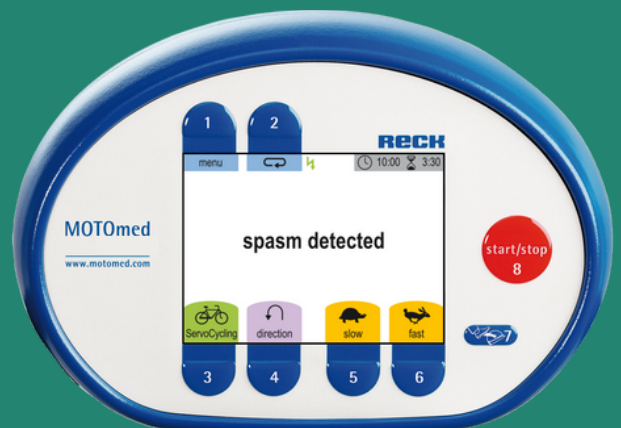 1
2
RECK
menu
10:00 3:30
MOTOmed
www.motomed.com
spasm detected
start/stop
8
ServoCycling
direction
slow
fast
7
3
4
5
6